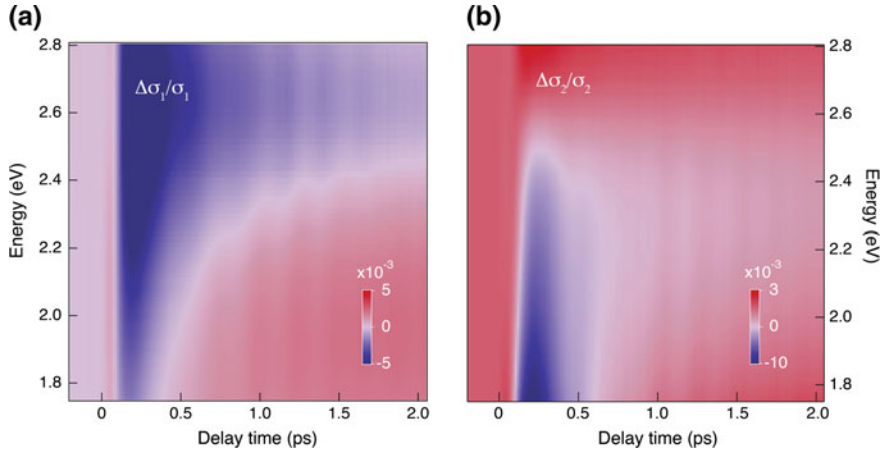 (a)
Δσ₁/σ₁
Energy (eV)
2.8
2.6
2.4
2.2
2.0
1.8
x10⁻³
5
0
-5
0
0.5
1.0
1.5
2.0
Delay time (ps)
(b)
Δσ₂/σ₂
2.8
2.6
2.4
2.2
2.0
1.8
Energy (eV)
x10⁻³
3
0
-10
0
0.5
1.0
1.5
2.0
Delay time (ps)